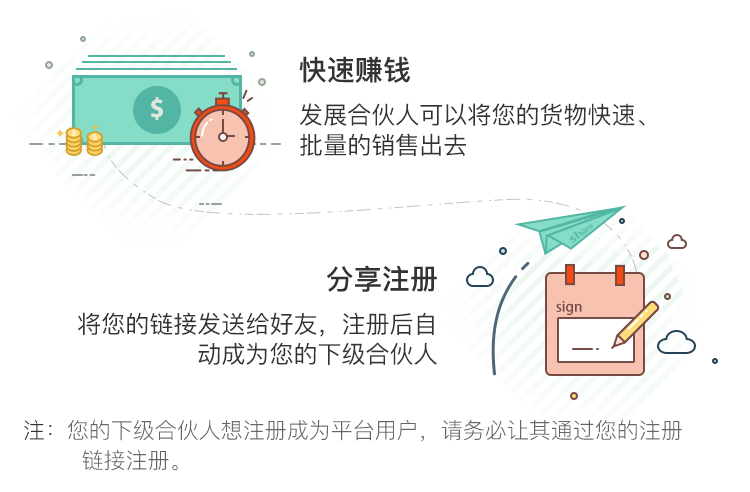 快速赚钱
发展合伙人可以将您的货物快速、
批量的销售出去
$
share
分享注册
将您的链接发送给好友，注册后自
动成为您的下级合伙人
sign
注：您的下级合伙人想注册成为平台用户，请务必让其通过您的注册
链接注册。